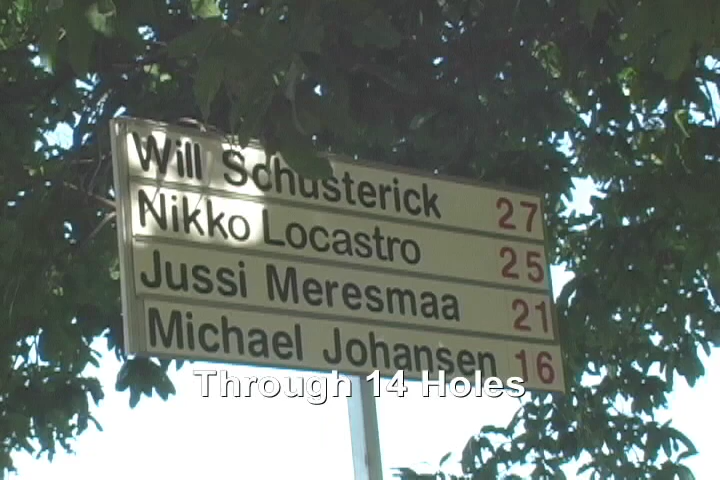 Will Schusterick 27
Nikko Locastro 25
Jussi Meresmaa 21
Michael Johansen 16
Through 14 Holes